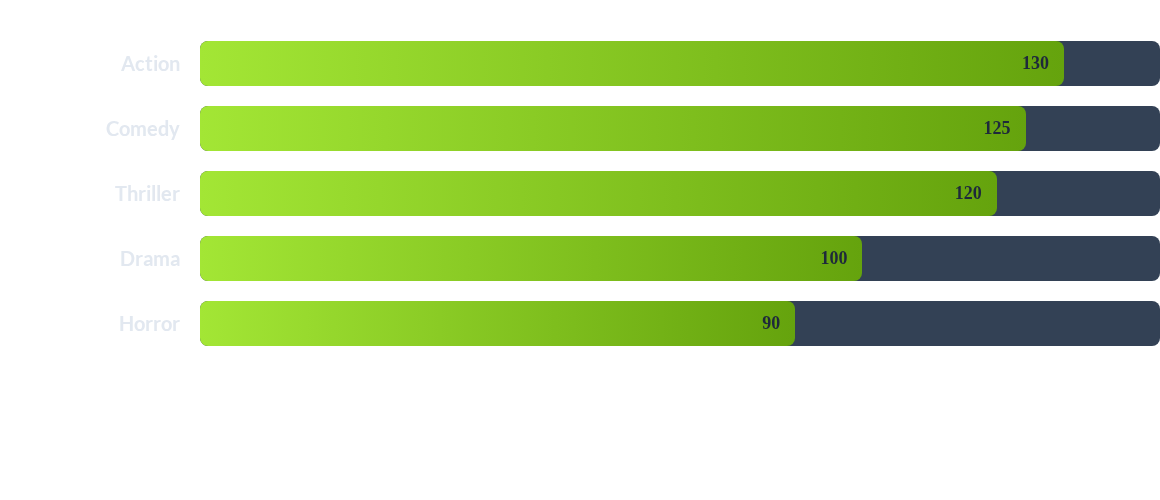 Action 130
Comedy 125
Thriller 120
Drama 100
Horror 90